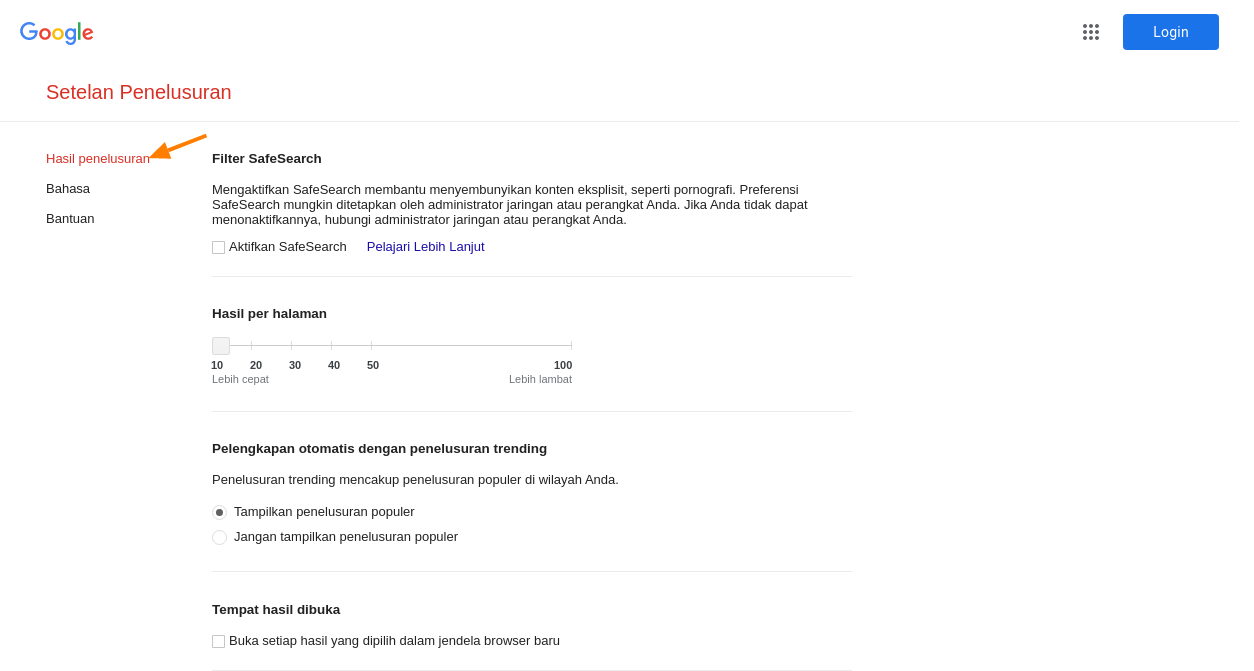 Google
Login
Setelan Penelusuran
Hasil penelusuran
Bahasa
Bantuan
Filter SafeSearch
Mengaktifkan SafeSearch membantu menyembunyikan konten eksplisit, seperti pornografi. Preferensi
SafeSearch mungkin ditetapkan oleh administrator jaringan atau perangkat Anda. Jika Anda tidak dapat
menonaktifkannya, hubungi administrator jaringan atau perangkat Anda.
Aktifkan SafeSearch Pelajari Lebih Lanjut
Hasil per halaman
10 20 30 40 50 100
Lebih cepat Lebih lambat
Pelengkapan otomatis dengan penelusuran trending
Penelusuran trending mencakup penelusuran populer di wilayah Anda.
Tampilkan penelusuran populer
Jangan tampilkan penelusuran populer
Tempat hasil dibuka
Buka setiap hasil yang dipilih dalam jendela browser baru